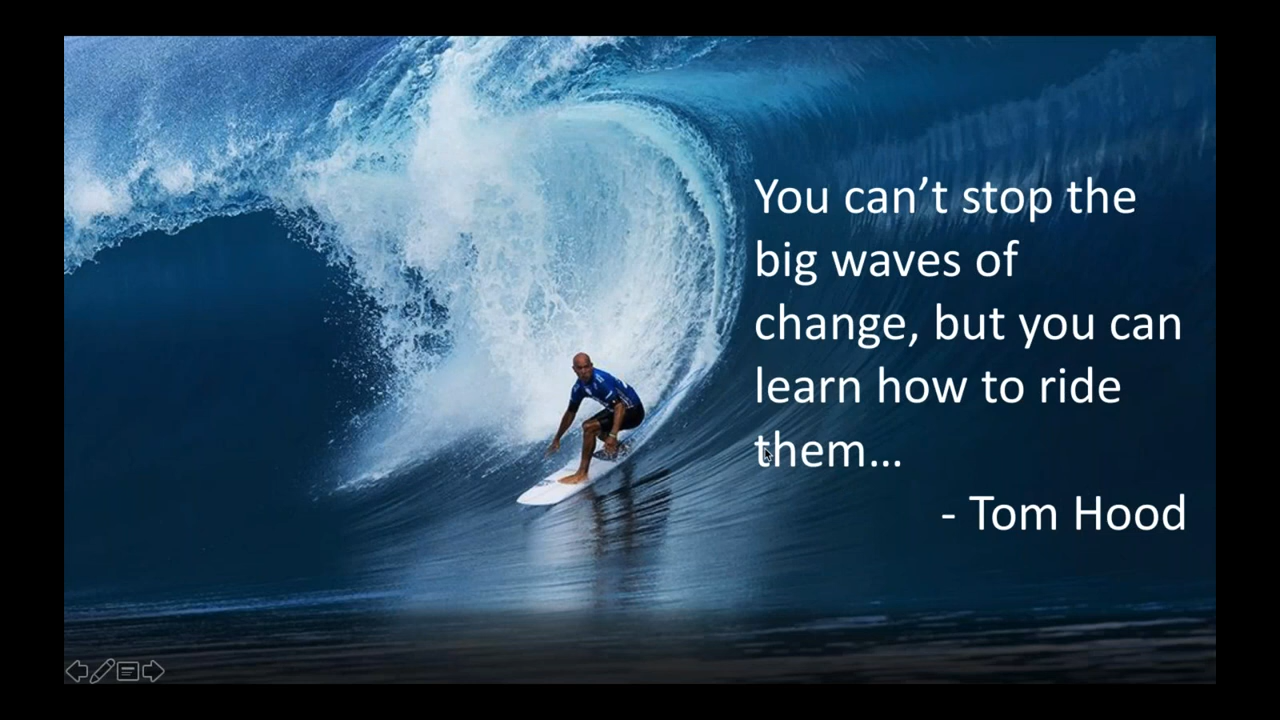 You can’t stop the
big waves of
change, but you can
learn how to ride
them…
- Tom Hood